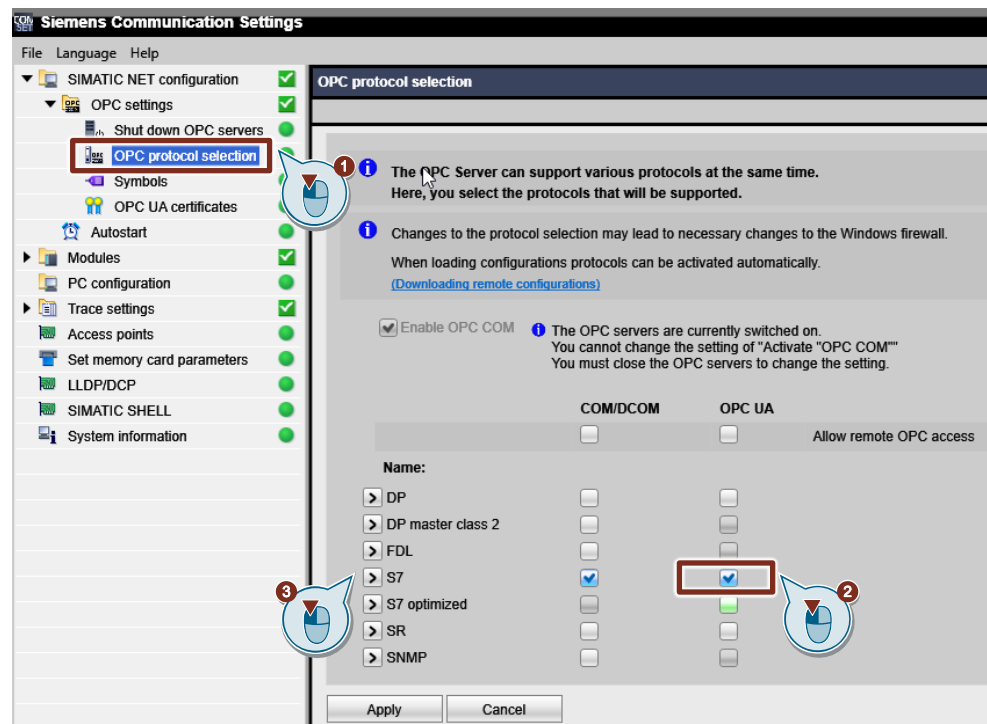 Siemens Communication Settings
File Language Help
SIMATIC NET configuration
OPC settings
Shut down OPC servers
OPC protocol selection
Symbols
OPC UA certificates
Autostart
Modules
PC configuration
Trace settings
Access points
Set memory card parameters
LLDP/DCP
SIMATIC SHELL
System information
OPC protocol selection
1
The OPC Server can support various protocols at the same time.
Here, you select the protocols that will be supported.
Changes to the protocol selection may lead to necessary changes to the Windows firewall.
When loading configurations protocols can be activated automatically.
(Downloading remote configurations)
Enable OPC COM
The OPC servers are currently switched on.
You cannot change the setting of "Activate "OPC COM""
You must close the OPC servers to change the setting.
COM/DCOM OPC UA
Allow remote OPC access
Name:
DP
DP master class 2
FDL
S7
3
2
S7 optimized
SR
SNMP
Apply Cancel